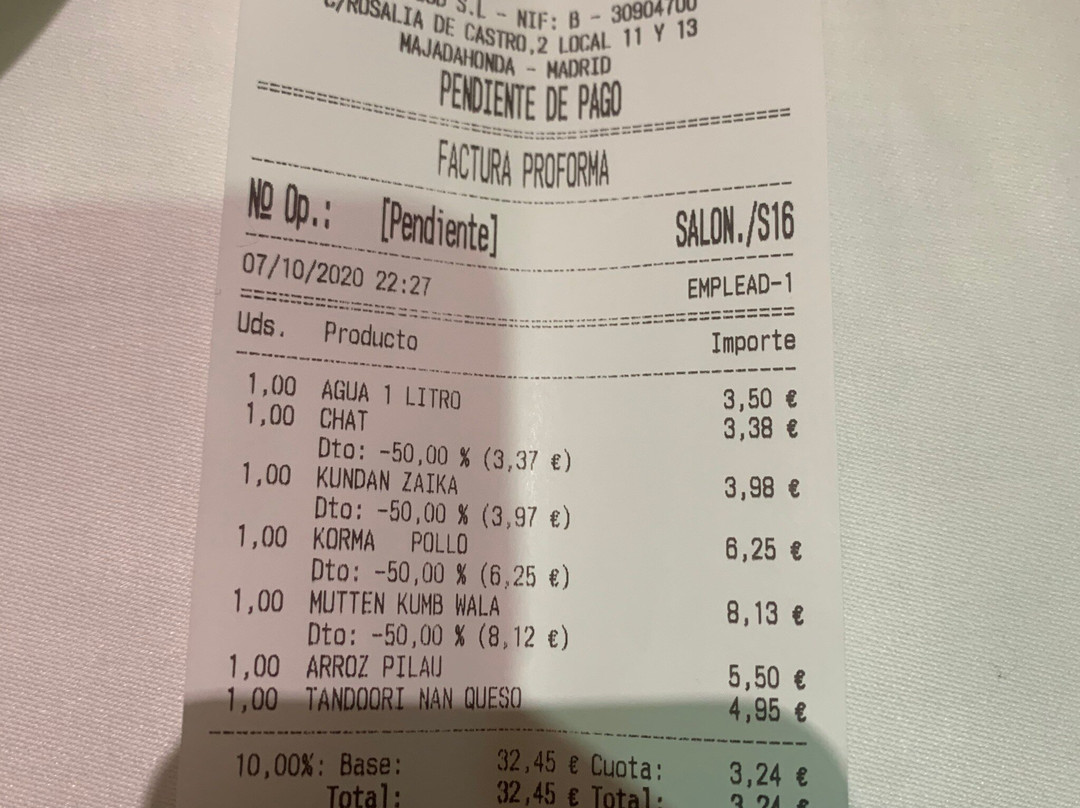 S.L - NIF: B - 30904700
C/ROSALIA DE CASTRO,2 LOCAL 11 Y 13
MAJADAHONDA - MADRID
PENDIENTE DE PAGO
FACTURA PROFORMA
Nº Op.: [Pendiente] SALON./S16
07/10/2020 22:27 EMPLEAD-1
Uds. Producto Importe
1,00 AGUA 1 LITRO 3,50 €
1,00 CHAT 3,38 €
Dto: -50,00 % (3,37 €)
1,00 KUNDAN ZAIKA 3,98 €
Dto: -50,00 % (3,97 €)
1,00 KORMA POLLO 6,25 €
Dto: -50,00 % (6,25 €)
1,00 MUTTEN KUMB WALA 8,13 €
Dto: -50,00 % (8,12 €)
1,00 ARROZ PILAU 5,50 €
1,00 TANDOORI NAN QUESO 4,95 €
10,00%: Base: 32,45 € Cuota: 3,24 €
Total: 32,45 € Total: 3,24 €